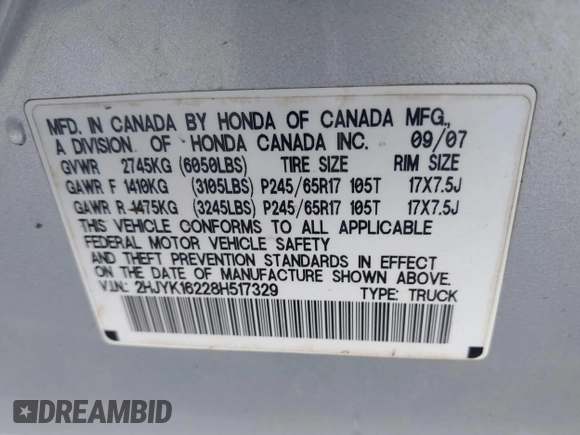 MFD. IN CANADA BY HONDA OF CANADA MFG.,
A DIVISION OF HONDA CANADA INC. 09/07
GVWR 2745KG (6050LBS) TIRE SIZE RIM SIZE
GAWR F 1410KG (3105LBS) P245/65R17 105T 17X7.5J
GAWR R 1475KG (3245LBS) P245/65R17 105T 17X7.5J
THIS VEHICLE CONFORMS TO ALL APPLICABLE
FEDERAL MOTOR VEHICLE SAFETY
AND THEFT PREVENTION STANDARDS IN EFFECT ON
THE DATE OF MANUFACTURE SHOWN ABOVE.
V.I.N: 2HJYK16228H517329 TYPE: TRUCK
DREAMBID